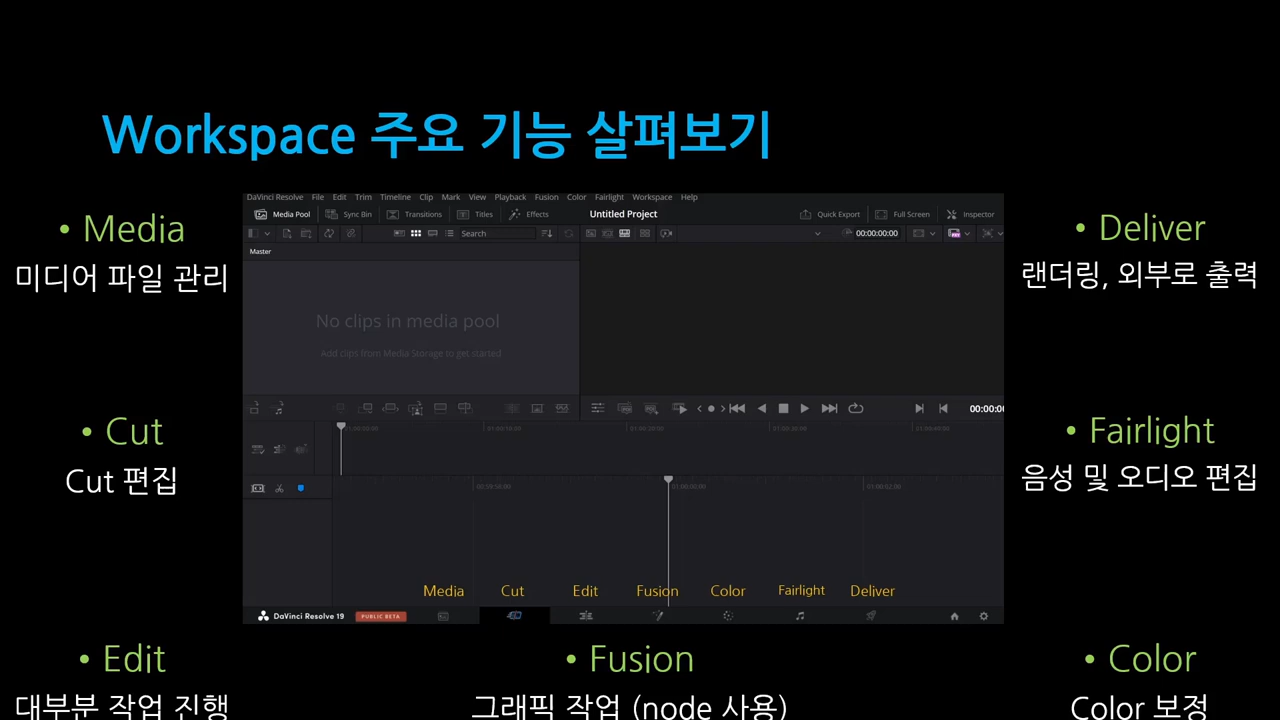 Workspace 주요 기능 살펴보기
• Media
미디어 파일 관리
• Cut
Cut 편집
• Edit
대부분 작업 진행
DaVinci Resolve File Edit Trim Timeline Clip Mark View Playback Fusion Color Fairlight Workspace Help
Media Pool Sync Bin Transitions Titles Effects Untitled Project Quick Export Full Screen Inspector
Search 00:00:00:00
Master
No clips in media pool
Add clips from Media Storage to get started
Media Cut Edit Fusion Color Fairlight Deliver
DaVinci Resolve 19 PUBLIC BETA
• Fusion
그래픽 작업 (node 사용)
• Deliver
랜더링, 외부로 출력
• Fairlight
음성 및 오디오 편집
• Color
Color 보정